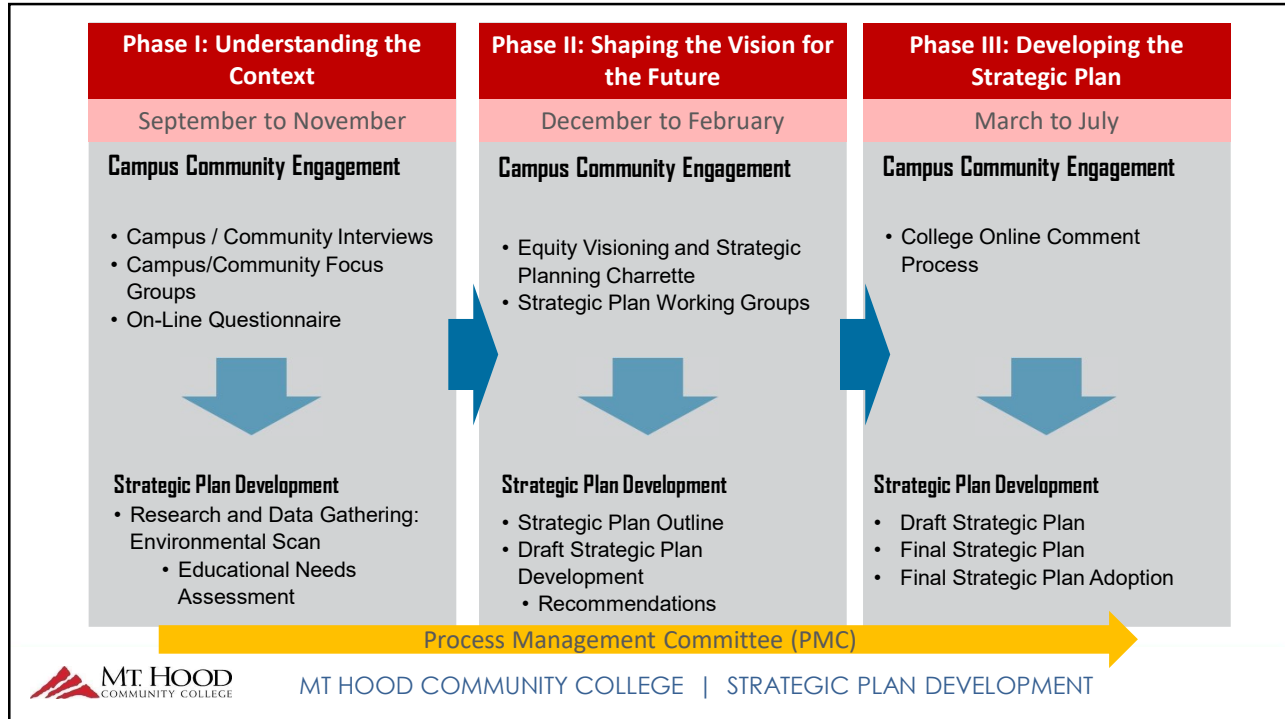 Phase I: Understanding the
Context
September to November
Campus Community Engagement
• Campus / Community Interviews
• Campus/Community Focus
Groups
• On-Line Questionnaire
Strategic Plan Development
• Research and Data Gathering:
Environmental Scan
• Educational Needs
Assessment
Phase II: Shaping the Vision for
the Future
December to February
Campus Community Engagement
• Equity Visioning and Strategic
Planning Charrette
• Strategic Plan Working Groups
Strategic Plan Development
• Strategic Plan Outline
• Draft Strategic Plan
Development
• Recommendations
Phase III: Developing the
Strategic Plan
March to July
Campus Community Engagement
• College Online Comment
Process
Strategic Plan Development
• Draft Strategic Plan
• Final Strategic Plan
• Final Strategic Plan Adoption
Process Management Committee (PMC)
MT. HOOD
COMMUNITY COLLEGE
MT HOOD COMMUNITY COLLEGE | STRATEGIC PLAN DEVELOPMENT